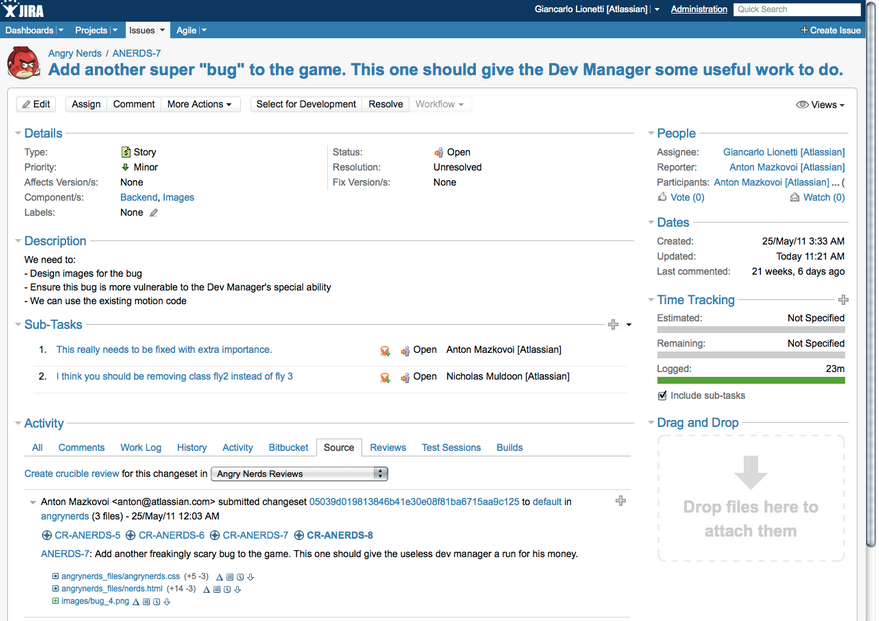 JIRA
Giancarlo Lionetti [Atlassian] Administration Quick Search
Dashboards Projects Issues Agile + Create Issue
Angry Nerds / ANERDS-7
Add another super "bug" to the game. This one should give the Dev Manager some useful work to do.
Edit Assign Comment More Actions Select for Development Resolve Workflow Views
Details
Type: Story Status: Open
Priority: Minor Resolution: Unresolved
Affects Version/s: None Fix Version/s: None
Component/s: Backend, Images
Labels: None
Description
We need to:
- Design images for the bug
- Ensure this bug is more vulnerable to the Dev Manager's special ability
- We can use the existing motion code
Sub-Tasks
1. This really needs to be fixed with extra importance. Open Anton Mazkovoi [Atlassian]
2. I think you should be removing class fly2 instead of fly 3 Open Nicholas Muldoon [Atlassian]
Activity
All Comments Work Log History Activity Bitbucket Source Reviews Test Sessions Builds
Create crucible review for this changeset in Angry Nerds Reviews
Anton Mazkovoi <anton@atlassian.com> submitted changeset 05039d019813846b41e30e08f81ba6715aa9c125 to default in
angrynerds (3 files) - 25/May/11 12:03 AM
CR-ANERDS-5 CR-ANERDS-6 CR-ANERDS-7 CR-ANERDS-8
ANERDS-7: Add another freakingly scary bug to the game. This one should give the useless dev manager a run for his money.
angrynerds_files/angrynerds.css (+5 -3)
angrynerds_files/nerds.html (+14 -3)
images/bug_4.png
People
Assignee: Giancarlo Lionetti [Atlassian]
Reporter: Anton Mazkovoi [Atlassian]
Participants: Anton Mazkovoi [Atlassian] ... (
Vote (0) Watch (0)
Dates
Created: 25/May/11 3:33 AM
Updated: Today 11:21 AM
Last commented: 21 weeks, 6 days ago
Time Tracking
Estimated: Not Specified
Remaining: Not Specified
Logged: 23m
Include sub-tasks
Drag and Drop
Drop files here to
attach them